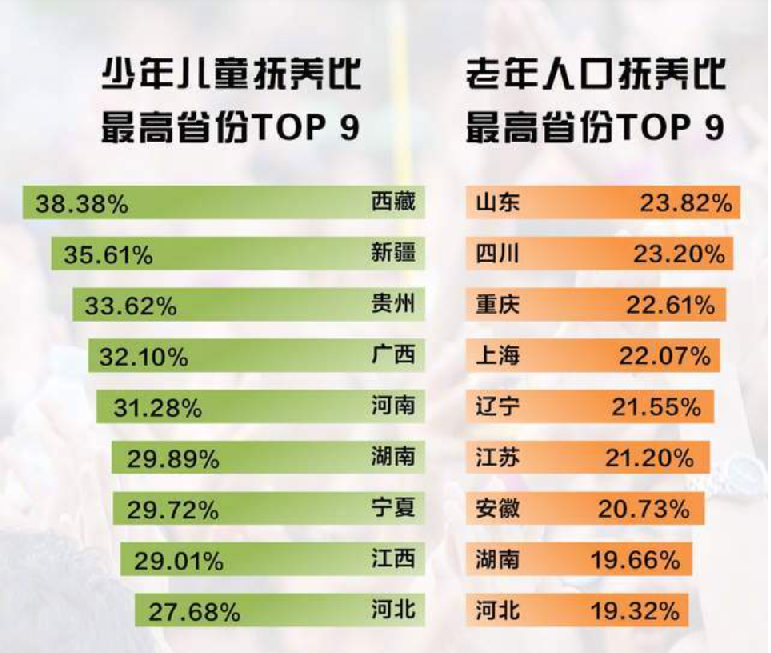 少年儿童抚养比
最高省份TOP 9
38.38% 西藏
35.61% 新疆
33.62% 贵州
32.10% 广西
31.28% 河南
29.89% 湖南
29.72% 宁夏
29.01% 江西
27.68% 河北
老年人口抚养比
最高省份TOP 9
山东 23.82%
四川 23.20%
重庆 22.61%
上海 22.07%
辽宁 21.55%
江苏 21.20%
安徽 20.73%
湖南 19.66%
河北 19.32%